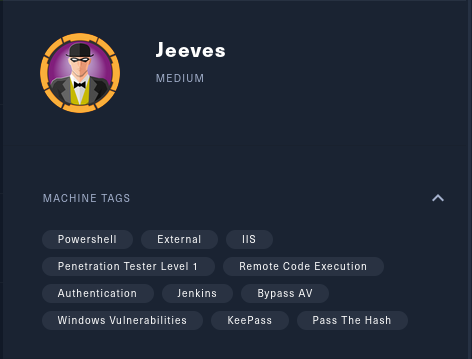 Jeeves
MEDIUM
MACHINE TAGS
Powershell External IIS
Penetration Tester Level 1 Remote Code Execution
Authentication Jenkins Bypass AV
Windows Vulnerabilities KeePass Pass The Hash